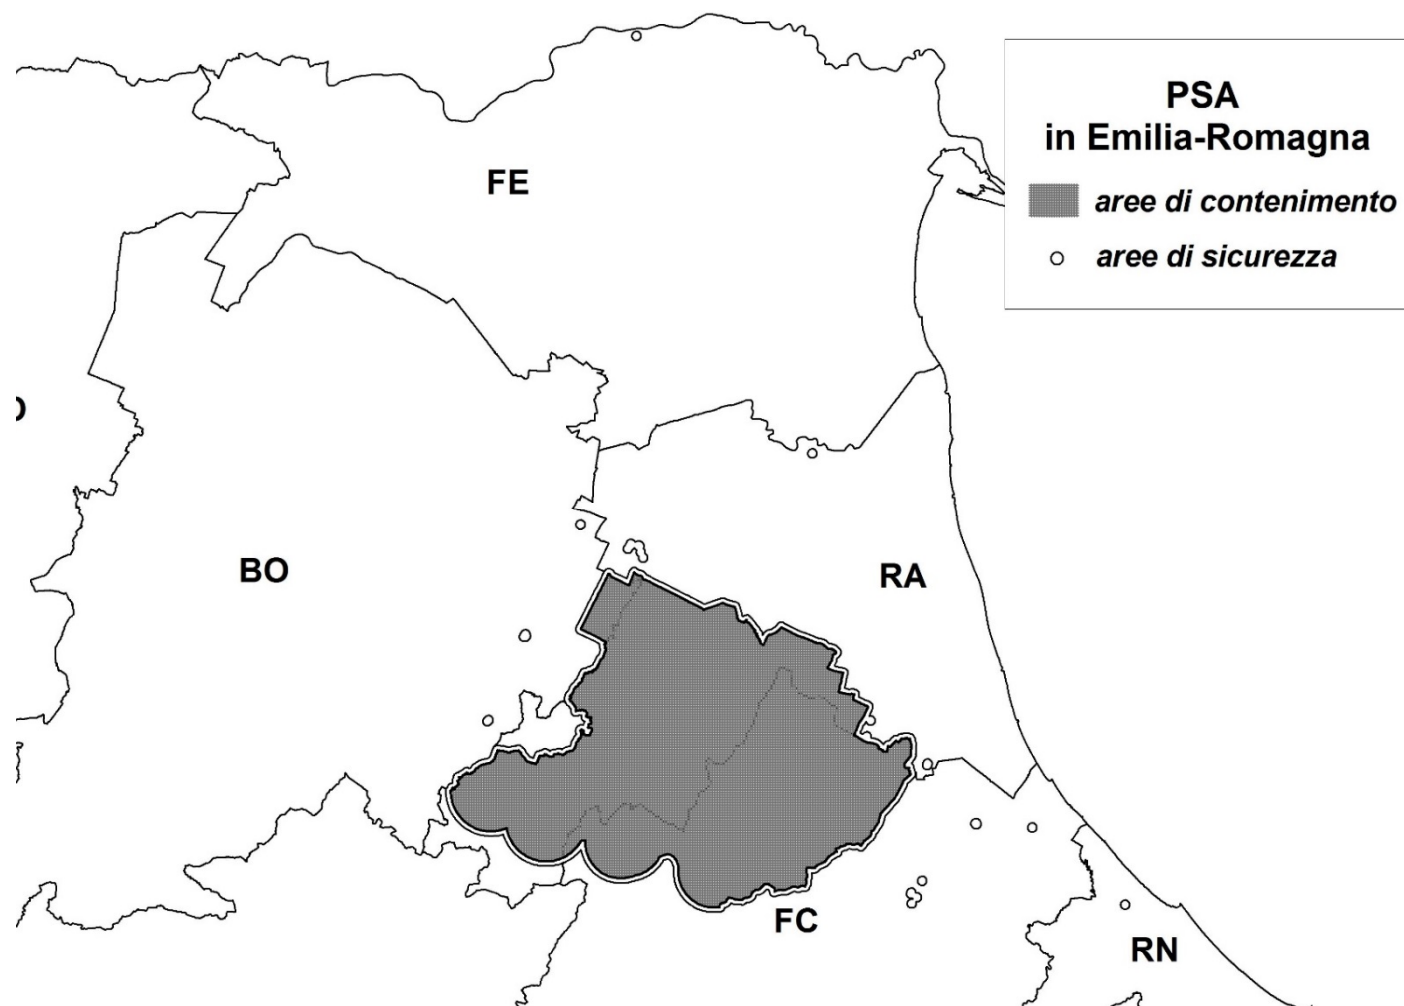 PSA
in Emilia-Romagna
aree di contenimento
aree di sicurezza
FE
BO
RA
FC
RN